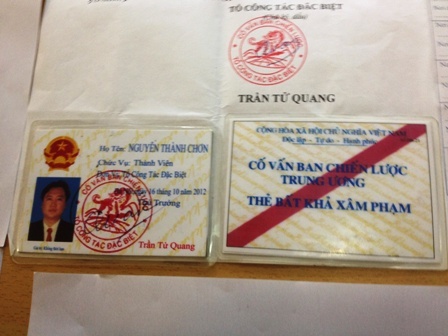 TỔ CÔNG TÁC ĐẶC BIỆT
TỔ CÔNG TÁC ĐẶC BIỆT
TRẦN TỬ QUANG
Họ Tên: NGUYỄN THÀNH CHƠN
Chức Vụ: Thành Viên
Tổ Công Tác Đặc Biệt
16 tháng 10 năm 2012
Tổ Trưởng
TỔ CÔNG TÁC ĐẶC BIỆT
Trần Tử Quang
CỘNG HÒA XÃ HỘI CHỦ NGHĨA VIỆT NAM
Độc lập - Tự do - Hạnh phúc
CỐ VẤN BAN CHIẾN LƯỢC
TRUNG ƯƠNG
THẺ BẤT KHẢ XÂM PHẠM